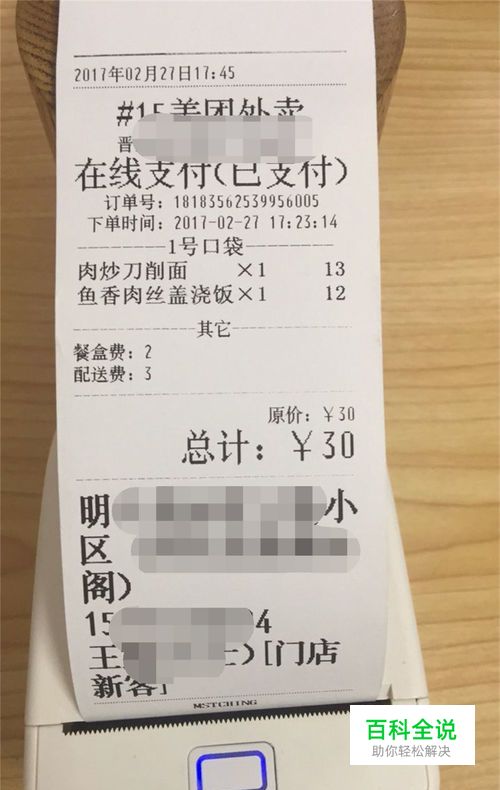 2017年02月27日17:45
#15美团外卖
晋
在线支付(已支付)
订单号: 18183562539956005
下单时间: 2017-02-27 17:23:14
1号口袋
肉炒刀削面 ×1 13
鱼香肉丝盖浇饭×1 12
其它
餐盒费: 2
配送费: 3
原价: ￥30
总计: ￥30
明 小
区
阁)
15 4
王 士)[门店
新客]
MSTCHING
百科全说
助你轻松解决